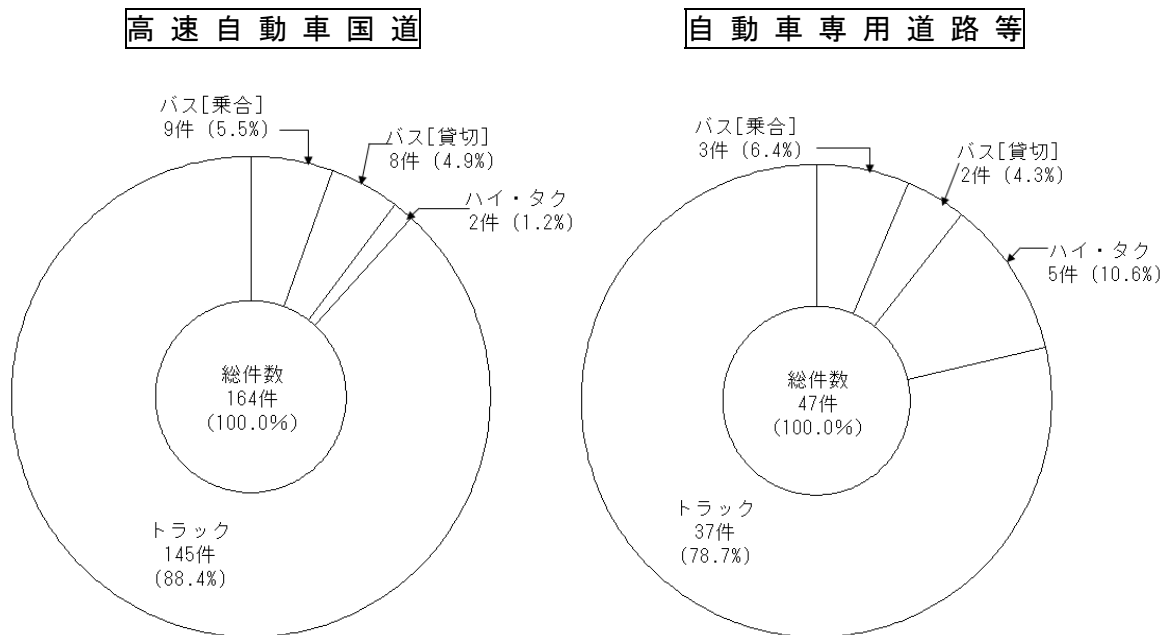 高速自動車国道
バス[乗合]
9件 (5.5%)
バス[貸切]
8件 (4.9%)
ハイ・タク
2件 (1.2%)
総件数
164件
(100.0%)
トラック
145件
(88.4%)
自動車専用道路等
バス[乗合]
3件 (6.4%)
バス[貸切]
2件 (4.3%)
ハイ・タク
5件 (10.6%)
総件数
47件
(100.0%)
トラック
37件
(78.7%)